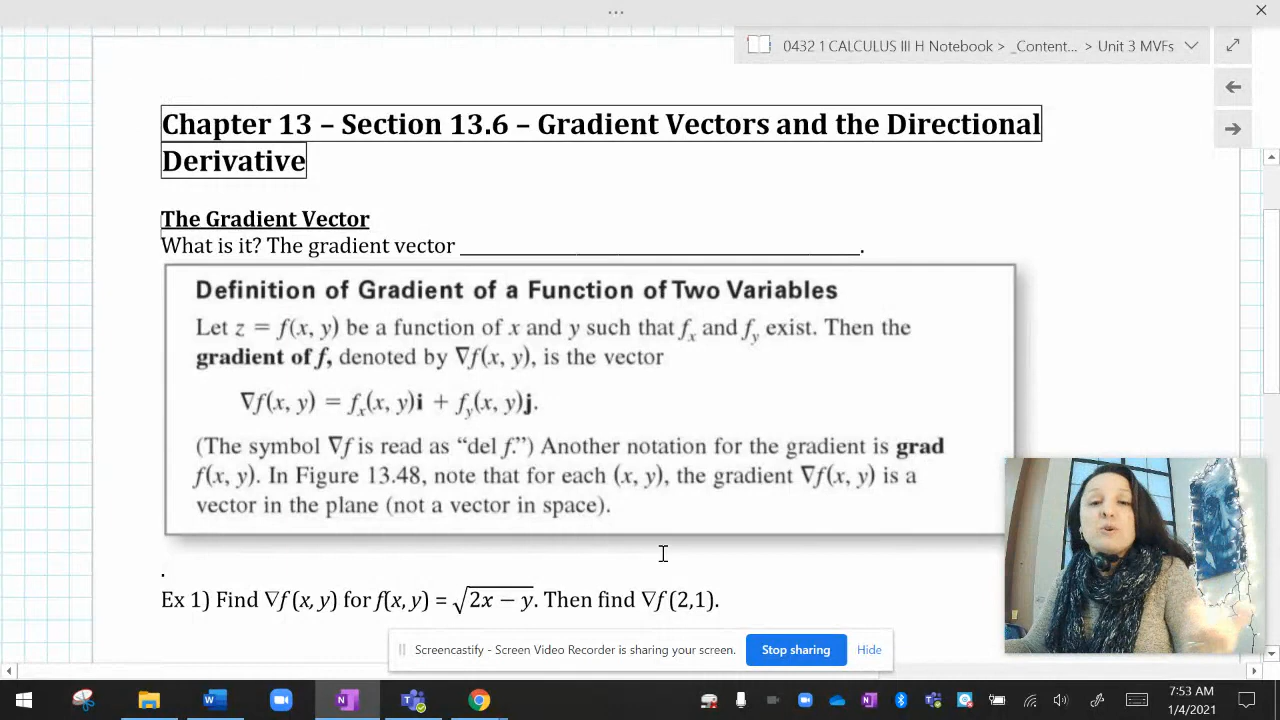 0432 1 CALCULUS III H Notebook > _Content... > Unit 3 MVFs
Chapter 13 – Section 13.6 – Gradient Vectors and the Directional
Derivative
The Gradient Vector
What is it? The gradient vector ______________________________________.
Definition of Gradient of a Function of Two Variables
Let z = f(x, y) be a function of x and y such that fₓ and f_y exist. Then the
gradient of f, denoted by ∇f(x, y), is the vector
∇f(x, y) = fₓ(x, y)i + f_y(x, y)j.
(The symbol ∇f is read as “del f.”) Another notation for the gradient is grad
f(x, y). In Figure 13.48, note that for each (x, y), the gradient ∇f(x, y) is a
vector in the plane (not a vector in space).
.
Ex 1) Find ∇f (x, y) for f(x, y) = √(2x − y). Then find ∇f (2,1).
Screencastify - Screen Video Recorder is sharing your screen. Stop sharing Hide
7:53 AM
1/4/2021